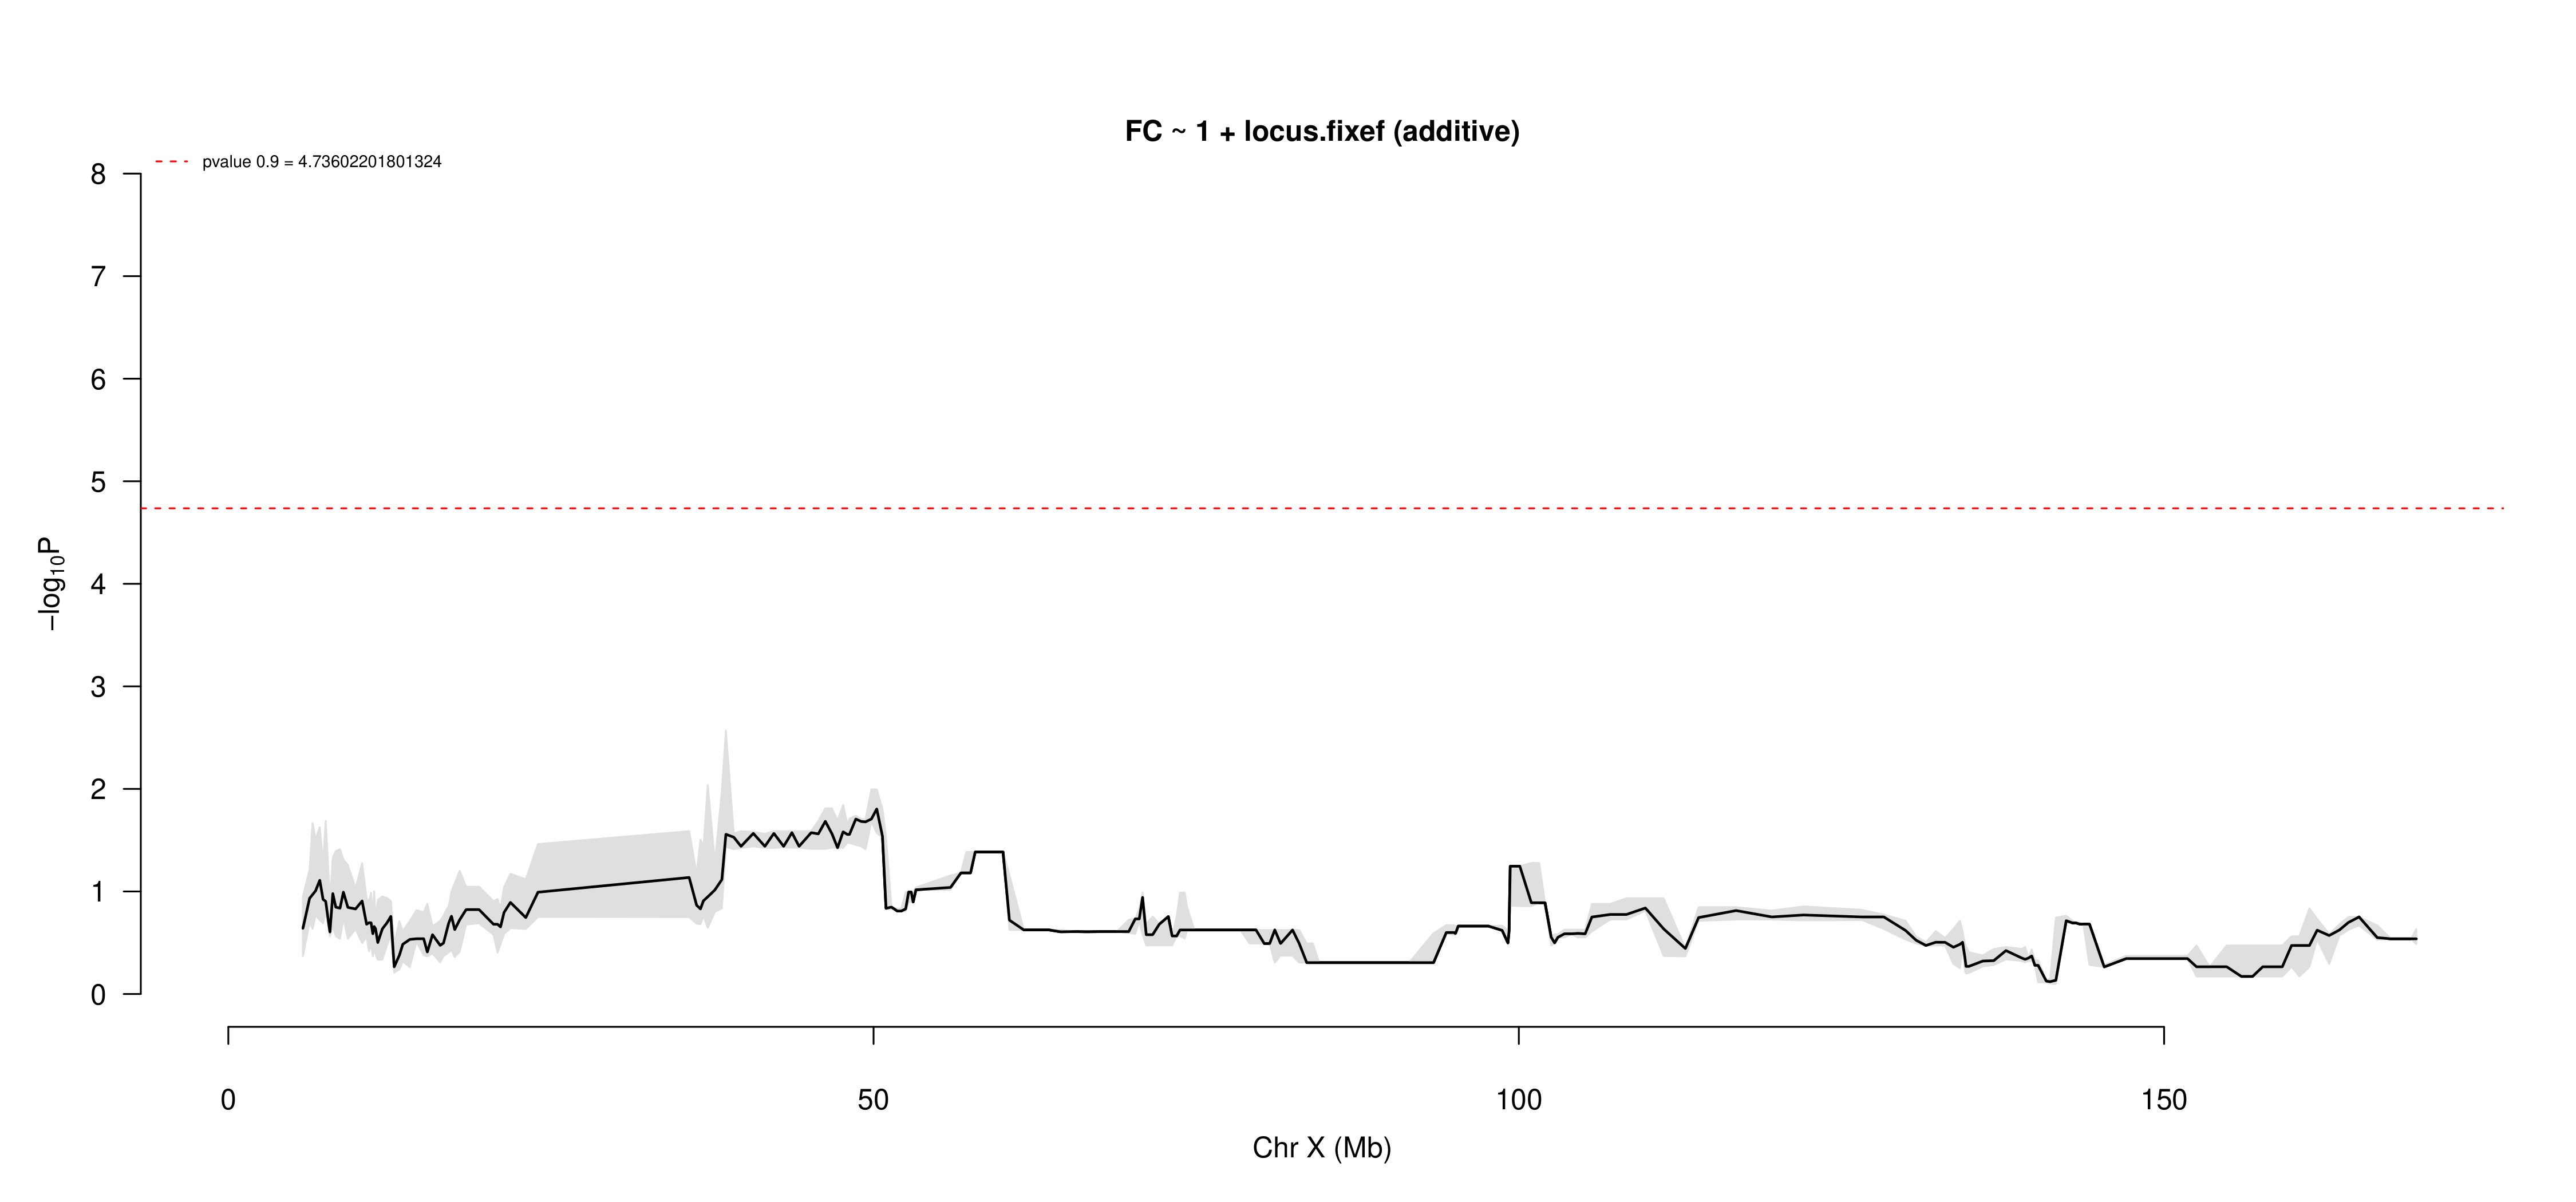 FC ~ 1 + locus.fixef (additive)
pvalue 0.9 = 4.73602201801324
8
7
6
5
4
3
2
1
0
−log10P
0 50 100 150
Chr X (Mb)